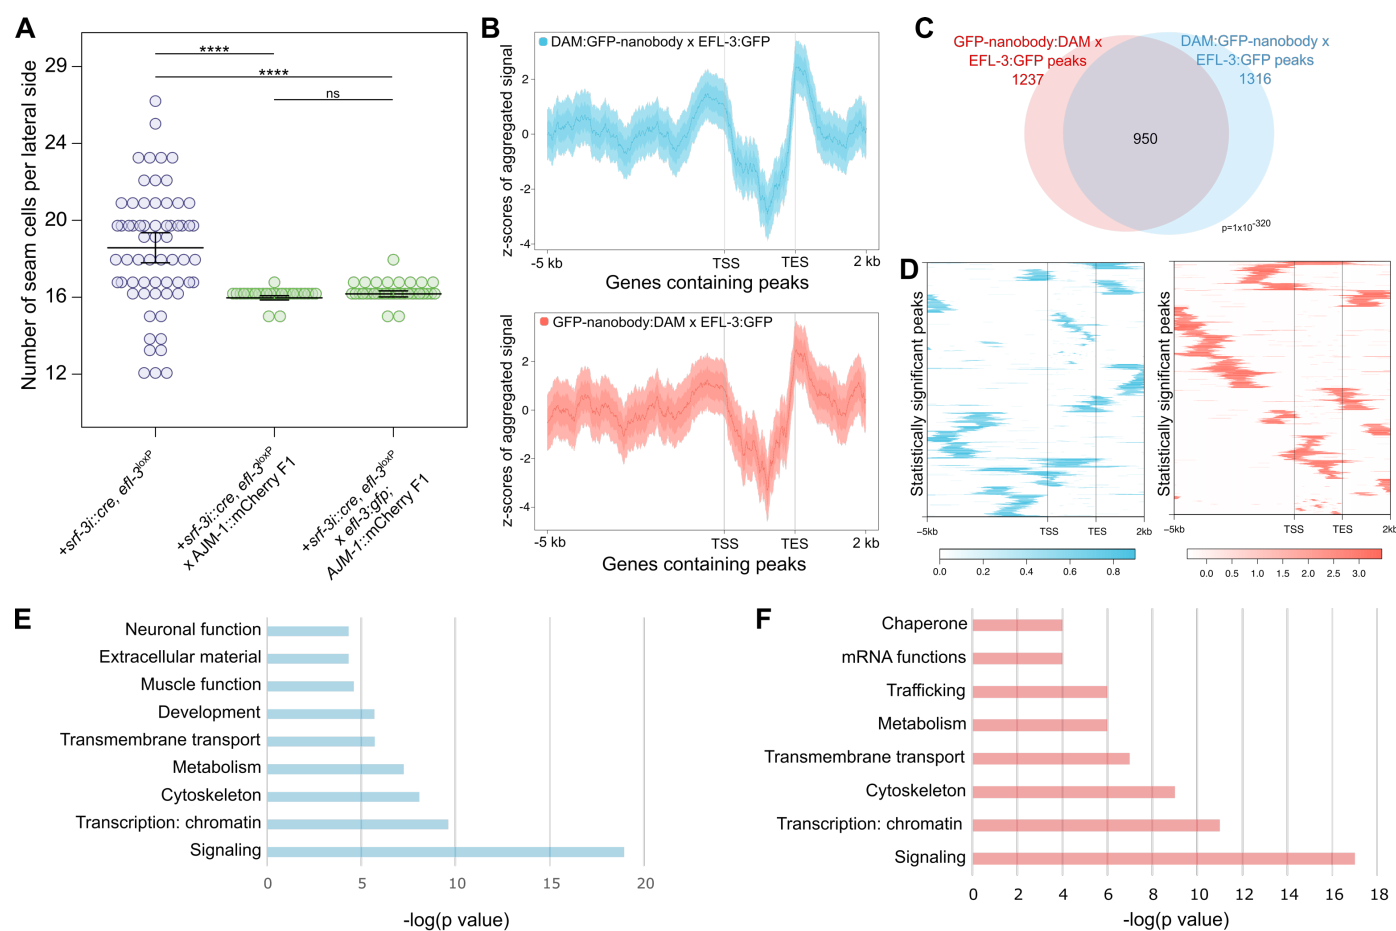 A
Number of seam cells per lateral side
29
24
20
16
12
****
****
ns
+srf-3i::cre, efl-3loxP
+srf-3i::cre, efl-3loxP
x AJM-1::mCherry F1
+srf-3i::cre, efl-3loxP
x efl-3:gfp;
AJM-1::mCherry F1
B
DAM:GFP-nanobody x EFL-3:GFP
z-scores of aggregated signal
2
0
-2
-4
-5 kb
TSS
TES
2 kb
Genes containing peaks
GFP-nanobody:DAM x EFL-3:GFP
z-scores of aggregated signal
2
0
-2
-4
-5 kb
TSS
TES
2 kb
Genes containing peaks
C
GFP-nanobody:DAM x
EFL-3:GFP peaks
1237
DAM:GFP-nanobody x
EFL-3:GFP peaks
1316
950
p=1x10-320
D
Statistically significant peaks
−5kb
TSS
TES
2kb
0.0 0.2 0.4 0.6 0.8
Statistically significant peaks
−5kb
TSS
TES
2kb
0.0 0.5 1.0 1.5 2.0 2.5 3.0
E
Neuronal function
Extracellular material
Muscle function
Development
Transmembrane transport
Metabolism
Cytoskeleton
Transcription: chromatin
Signaling
0 5 10 15 20
-log(p value)
F
Chaperone
mRNA functions
Trafficking
Metabolism
Transmembrane transport
Cytoskeleton
Transcription: chromatin
Signaling
0 2 4 6 8 10 12 14 16 18
-log(p value)